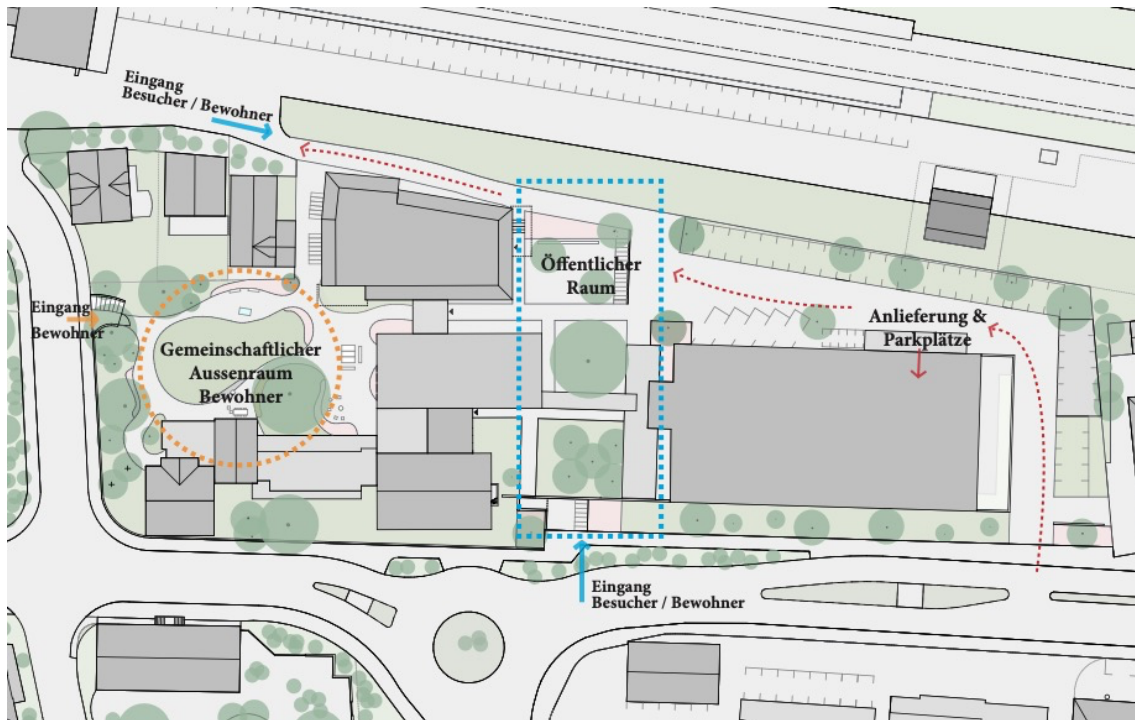 Eingang
Besucher / Bewohner
Öffentlicher
Raum
Eingang
Bewohner
Anlieferung &
Parkplätze
Gemeinschaftlicher
Aussenraum
Bewohner
Eingang
Besucher / Bewohner